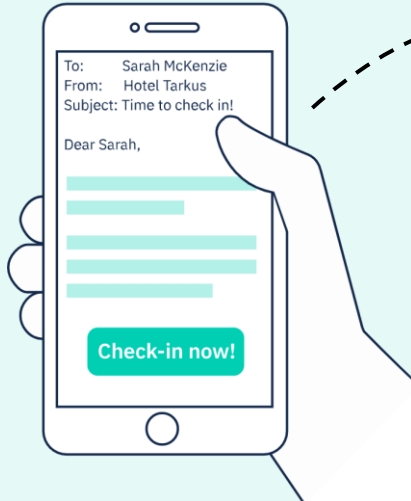 To: Sarah McKenzie
From: Hotel Tarkus
Subject: Time to check in!
Dear Sarah,
Check-in now!